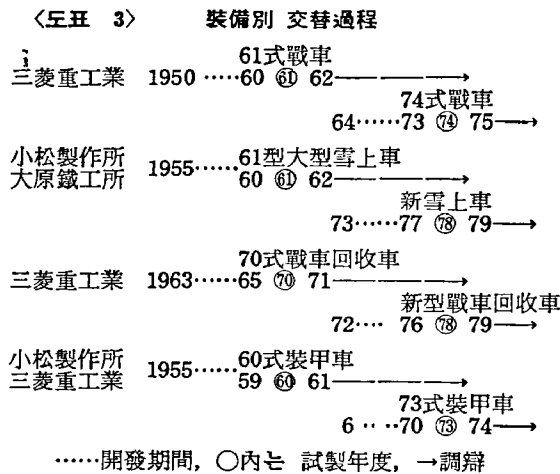 〈도표 3〉 裝備別 交替過程
61式戰車
三菱重工業 1950 ……60 ㉛ 62────→
74式戰車
64……73 ㊹ 75─→
小松製作所
大原鐵工所
1955……
61型大型雪上車
60 61 62────→
新雪上車
73……77 78 79─→
70式戰車回收車
三菱重工業 1963……65 70 71────→
新型戰車回收車
72…· 76 78 79─→
小松製作所
三菱重工業
1955……
60式裝甲車
59 60 61────→
73式裝甲車
6 ‥ ‥70 73 74─→
……開發期間, ○內는 試製年度, →調辯